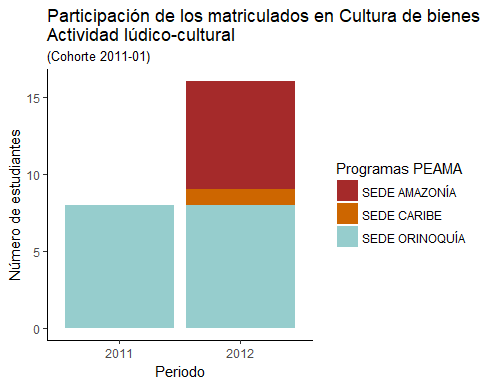 Participación de los matriculados en Cultura de bienes
Actividad lúdico-cultural
(Cohorte 2011-01)
Número de estudiantes
15
10
5
0
2011
2012
Periodo
Programas PEAMA
SEDE AMAZONÍA
SEDE CARIBE
SEDE ORINOQUÍA